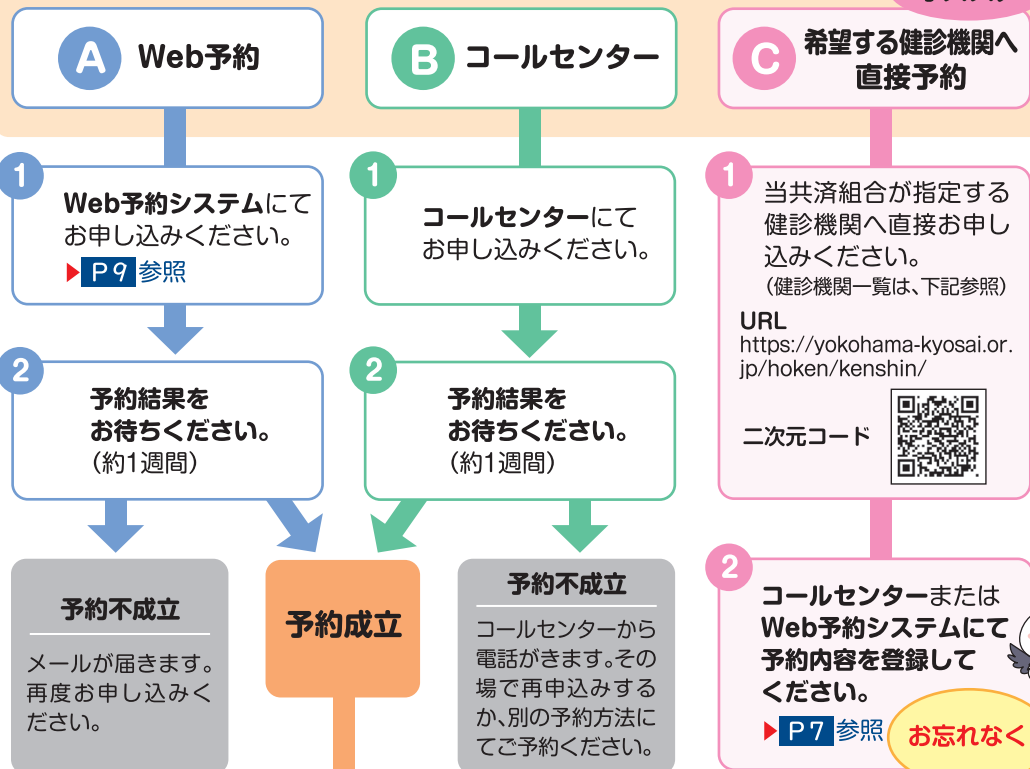 A Web予約
1
Web予約システムにて
お申し込みください。
▶P9参照
2
予約結果を
お待ちください。
（約1週間）
予約不成立
メールが届きます。
再度お申し込みく
ださい。
B コールセンター
1
コールセンターにて
お申し込みください。
2
予約結果を
お待ちください。
（約1週間）
予約成立
予約不成立
コールセンターから
電話がきます。その
場で再申込みする
か、別の予約方法に
てご予約ください。
C 希望する健診機関へ
直接予約
1
当共済組合が指定する
健診機関へ直接お申し
込みください。
（健診機関一覧は、下記参照）
URL
https://yokohama-kyosai.or.
jp/hoken/kenshin/
二次元コード
2
コールセンターまたは
Web予約システムにて
予約内容を登録して
ください。
▶P7参照
お忘れなく